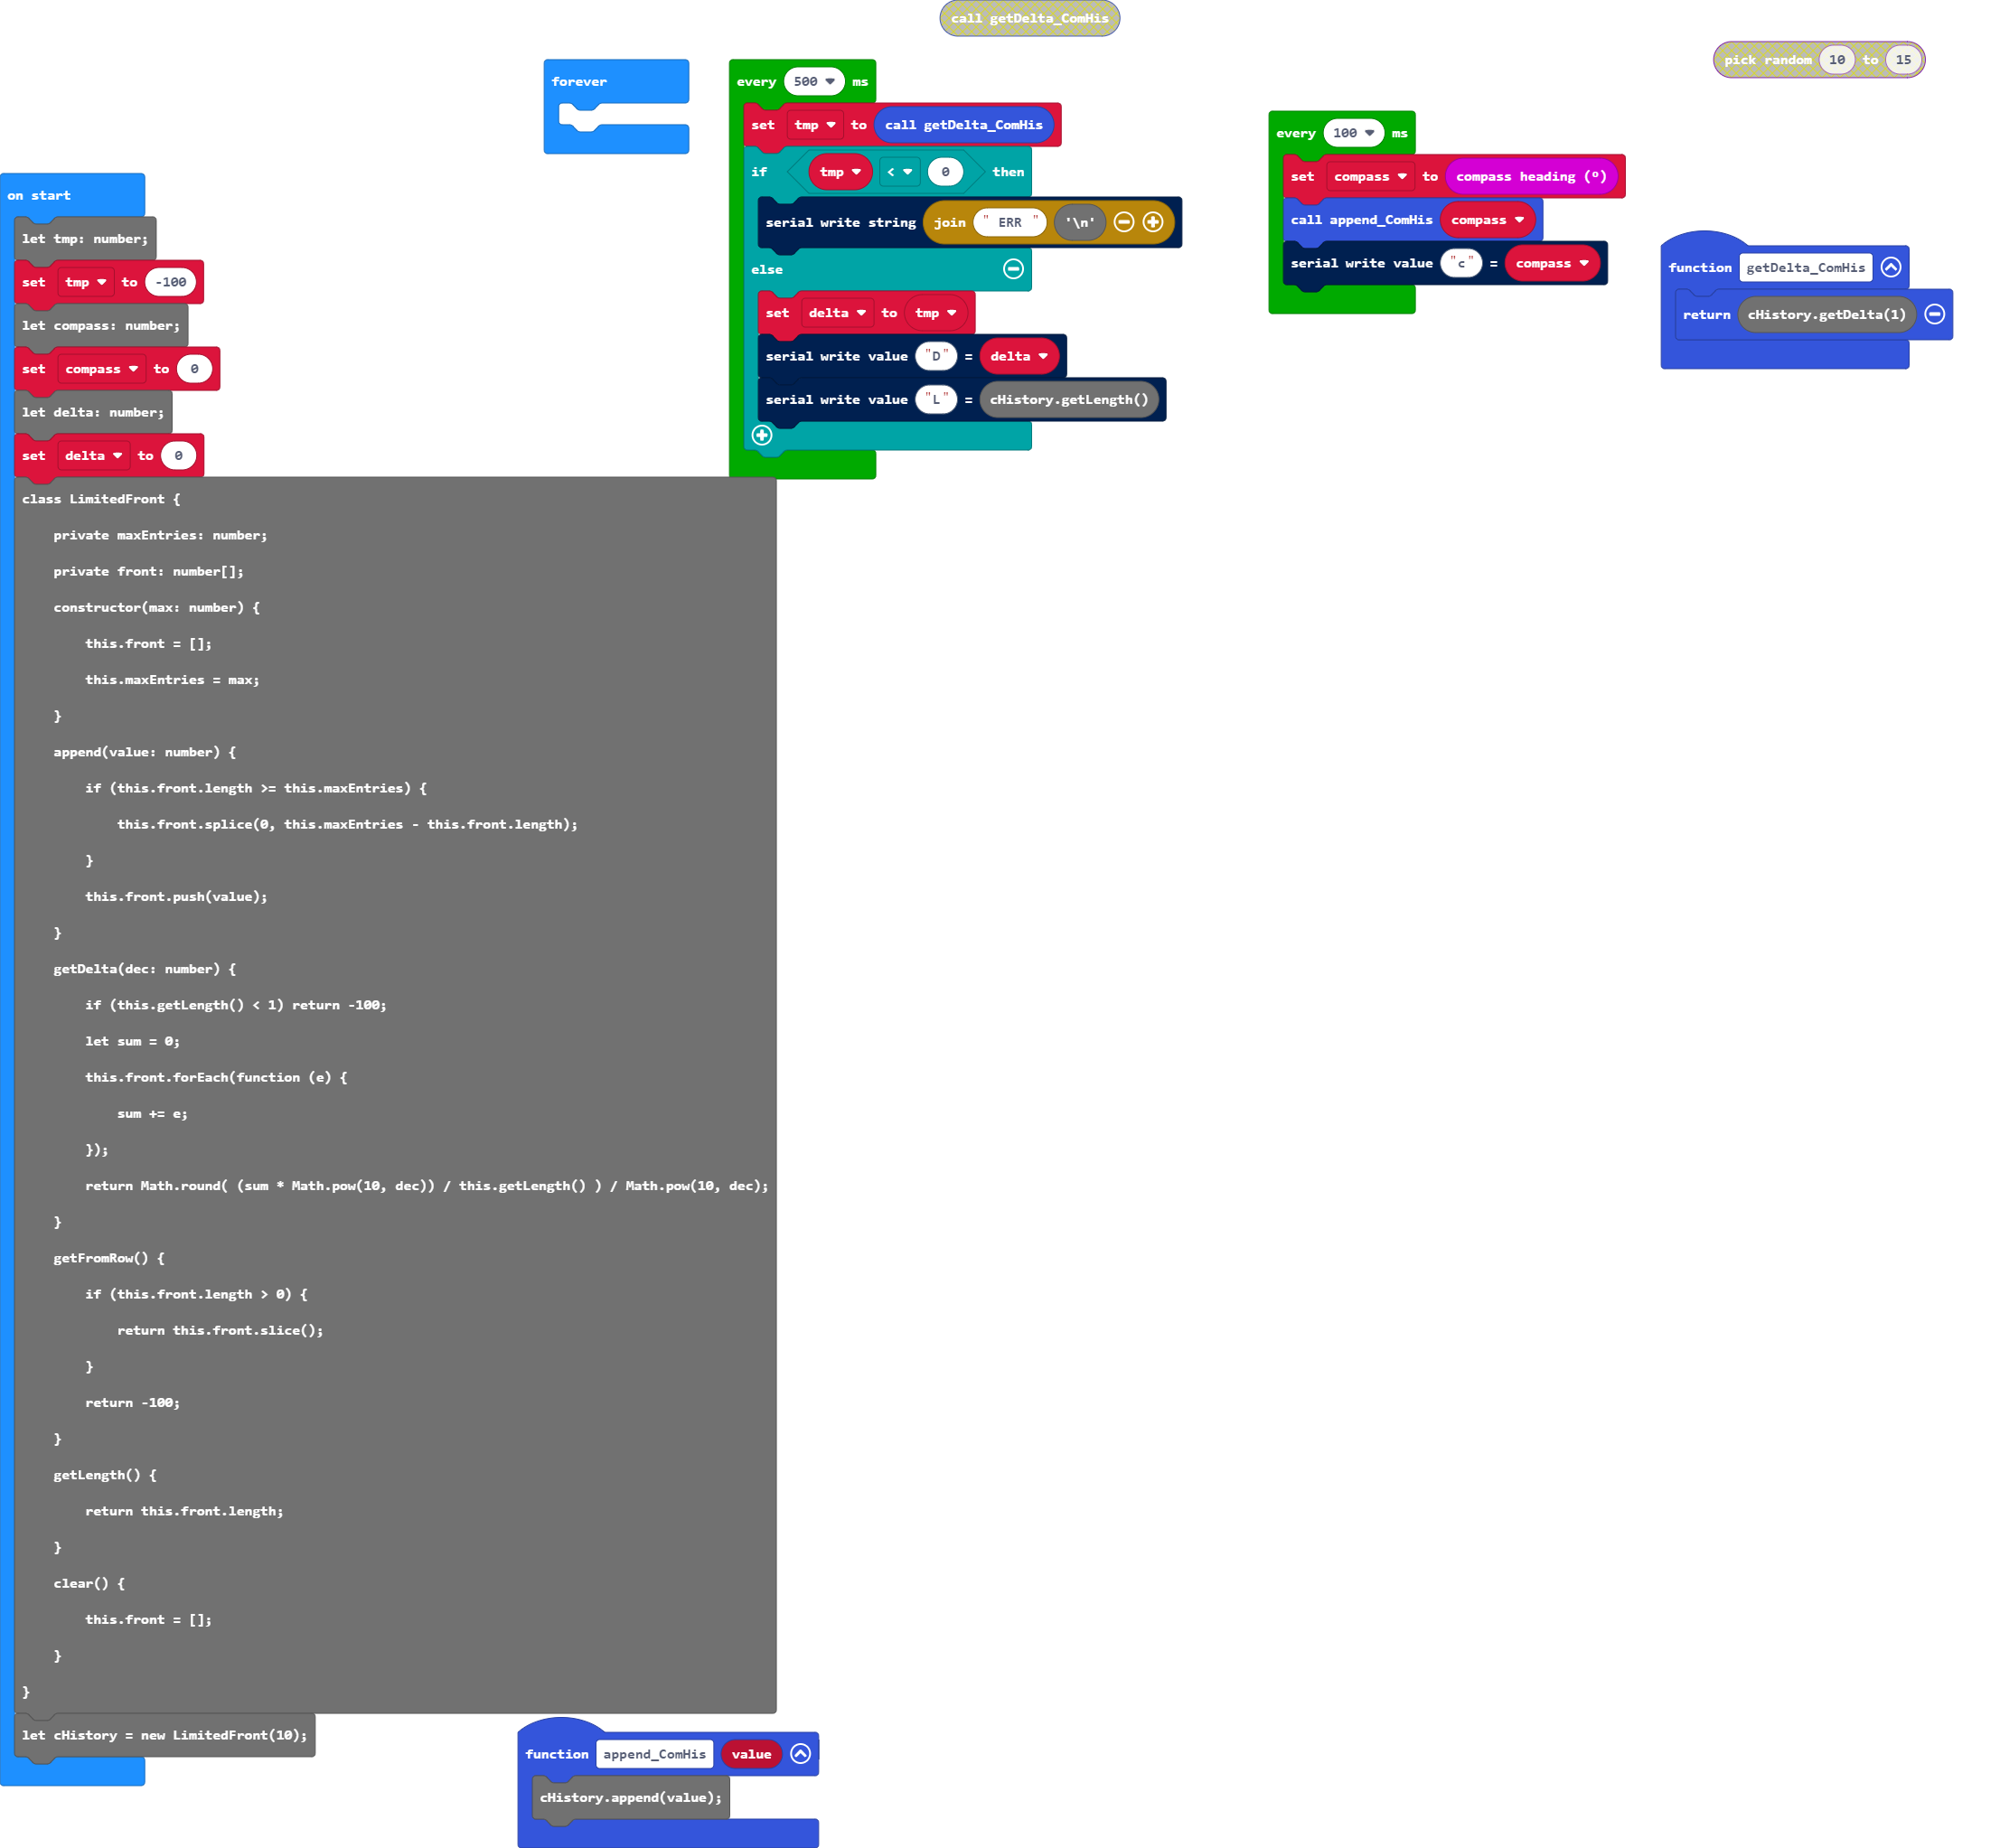 call getDelta_ComHis
pick random 10 to 15
forever
every 500 ms
set tmp to call getDelta_ComHis
if tmp < 0 then
serial write string join " ERR " '\n'
else
set delta to tmp
serial write value "D" = delta
serial write value "L" = cHistory.getLength()
every 100 ms
set compass to compass heading (º)
call append_ComHis compass
serial write value "c" = compass
function getDelta_ComHis
return cHistory.getDelta(1)
on start
let tmp: number;
set tmp to -100
let compass: number;
set compass to 0
let delta: number;
set delta to 0
class LimitedFront {
    private maxEntries: number;
    private front: number[];
    constructor(max: number) {
        this.front = [];
        this.maxEntries = max;
    }
    append(value: number) {
        if (this.front.length >= this.maxEntries) {
            this.front.splice(0, this.maxEntries - this.front.length);
        }
        this.front.push(value);
    }
    getDelta(dec: number) {
        if (this.getLength() < 1) return -100;
        let sum = 0;
        this.front.forEach(function (e) {
            sum += e;
        });
        return Math.round( (sum * Math.pow(10, dec)) / this.getLength() ) / Math.pow(10, dec);
    }
    getFromRow() {
        if (this.front.length > 0) {
            return this.front.slice();
        }
        return -100;
    }
    getLength() {
        return this.front.length;
    }
    clear() {
        this.front = [];
    }
}
let cHistory = new LimitedFront(10);
function append_ComHis value
cHistory.append(value);